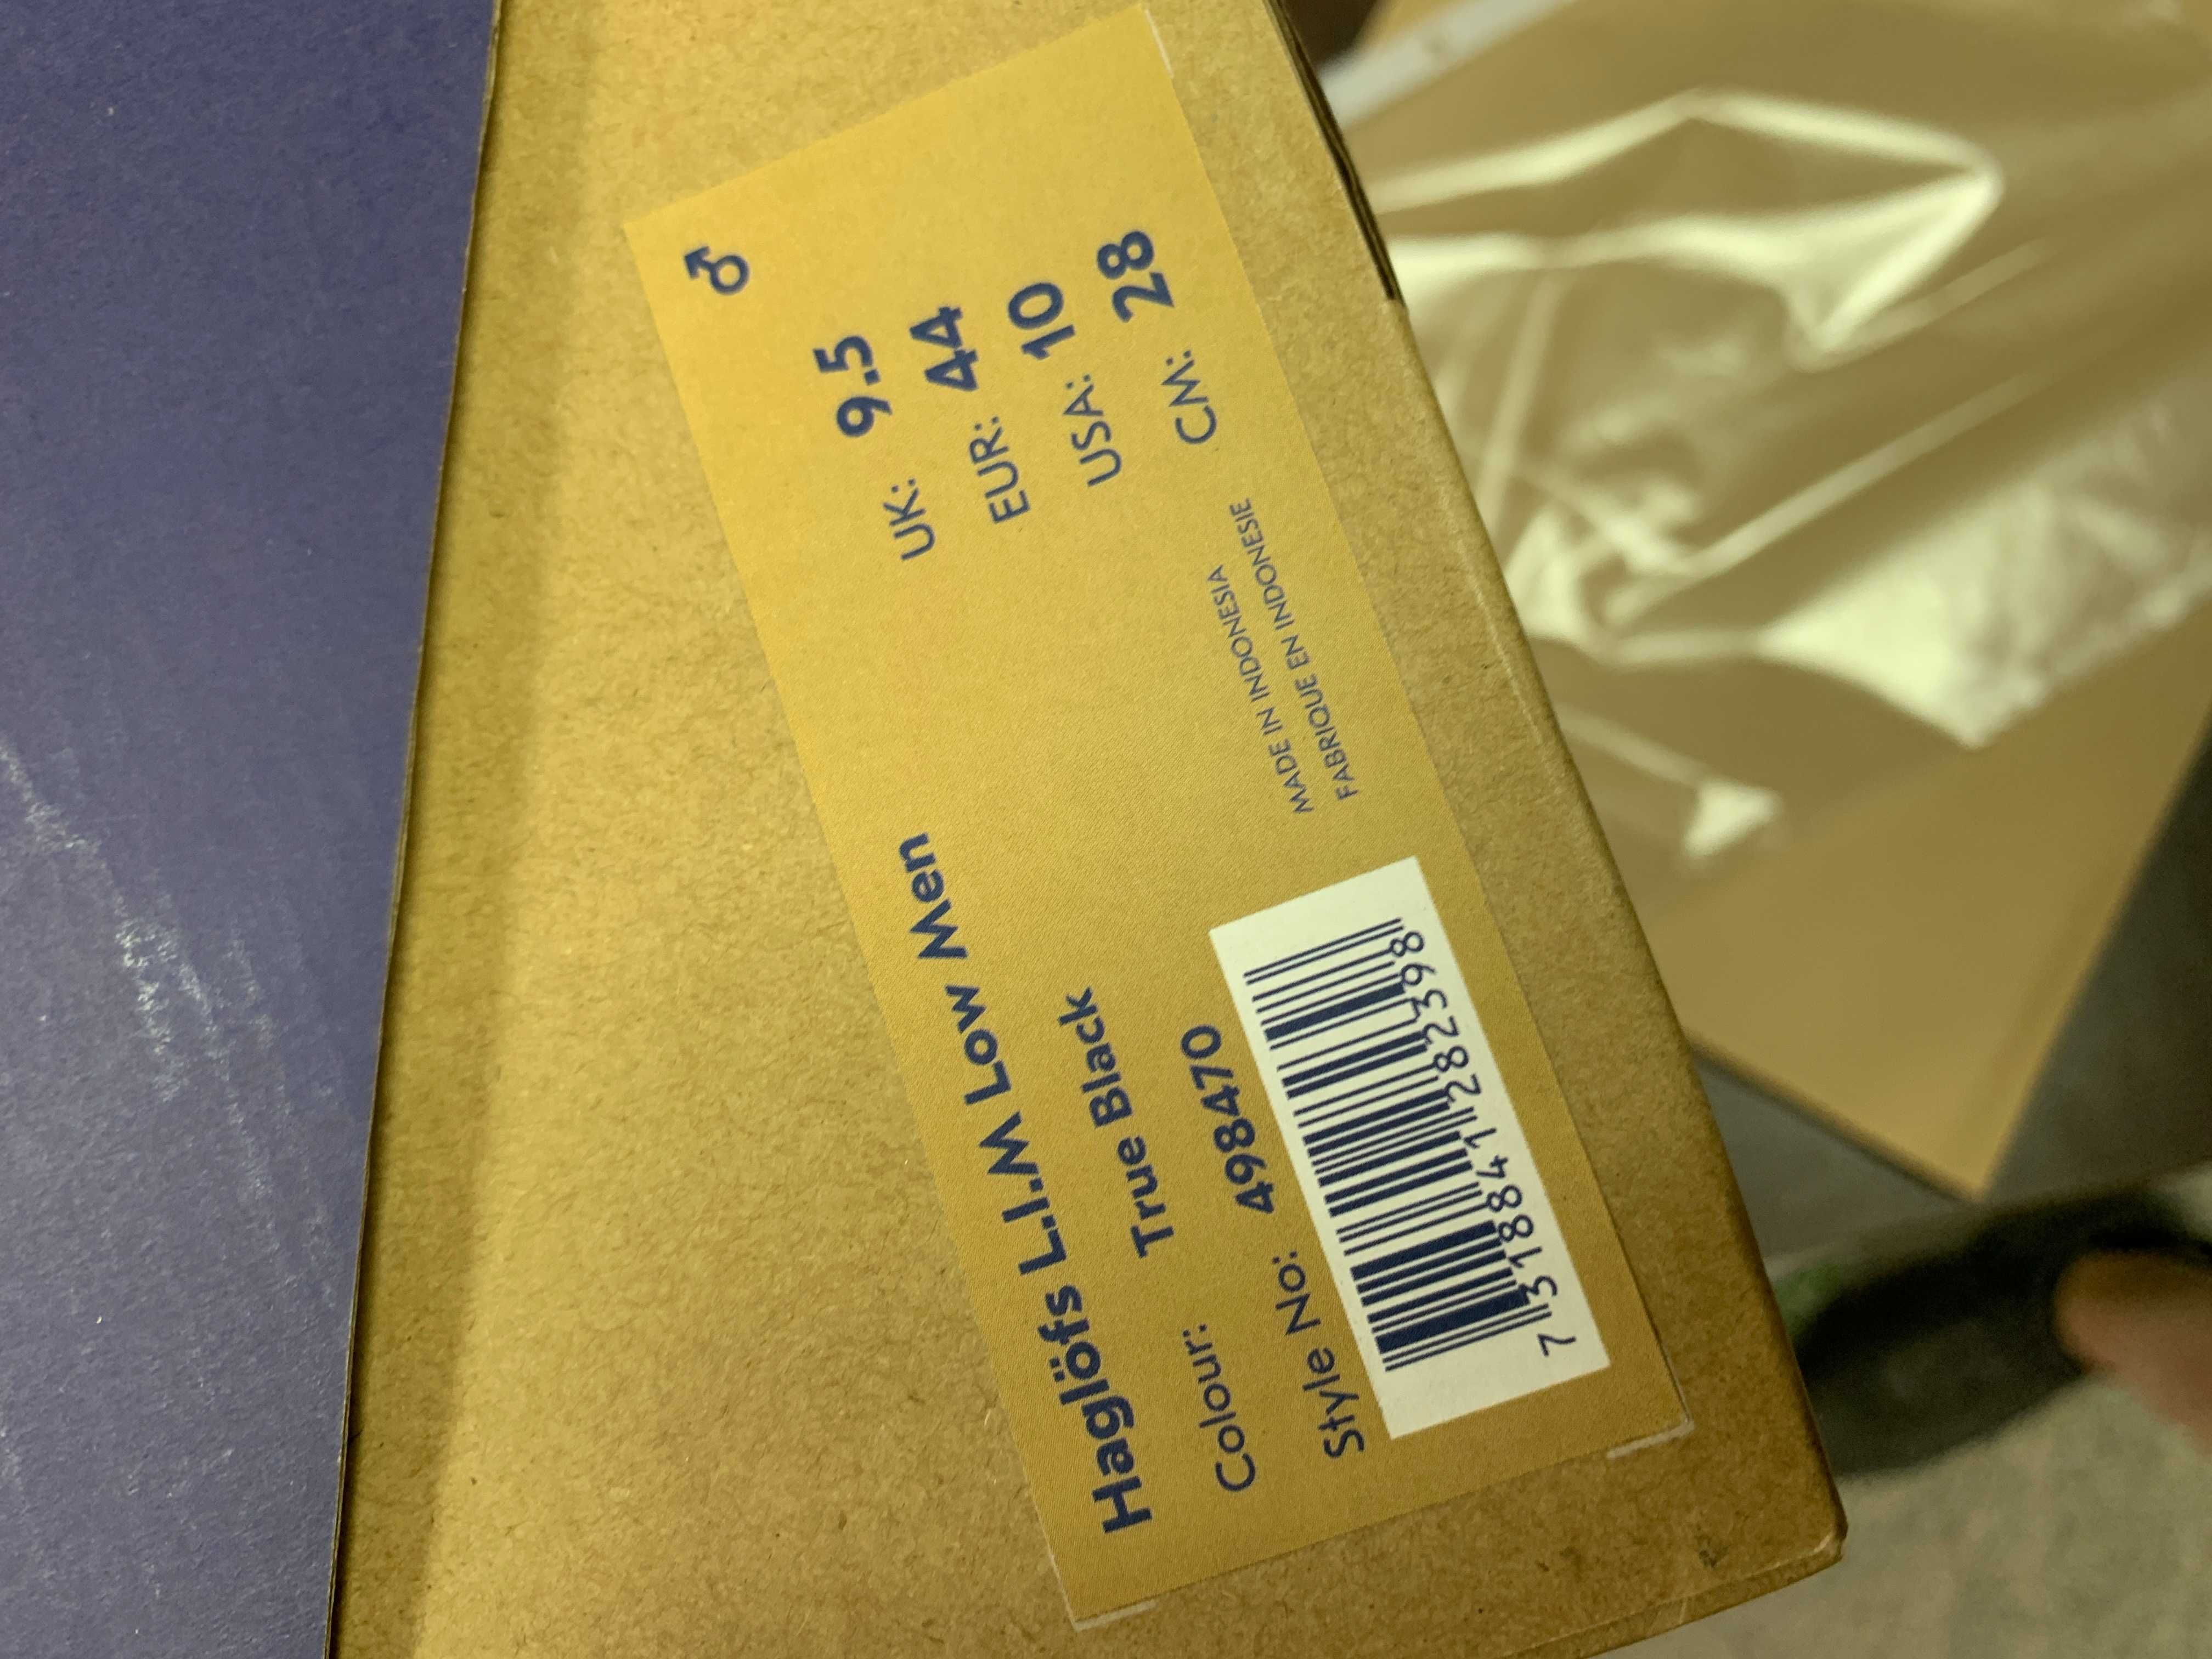 Haglöfs L.I.M Low Men
Colour: True Black
Style No: 498470
7 318841 282398
MADE IN INDONESIA
FABRIQUE EN INDONESIE
♂
UK: 9.5
EUR: 44
USA: 10
CM: 28